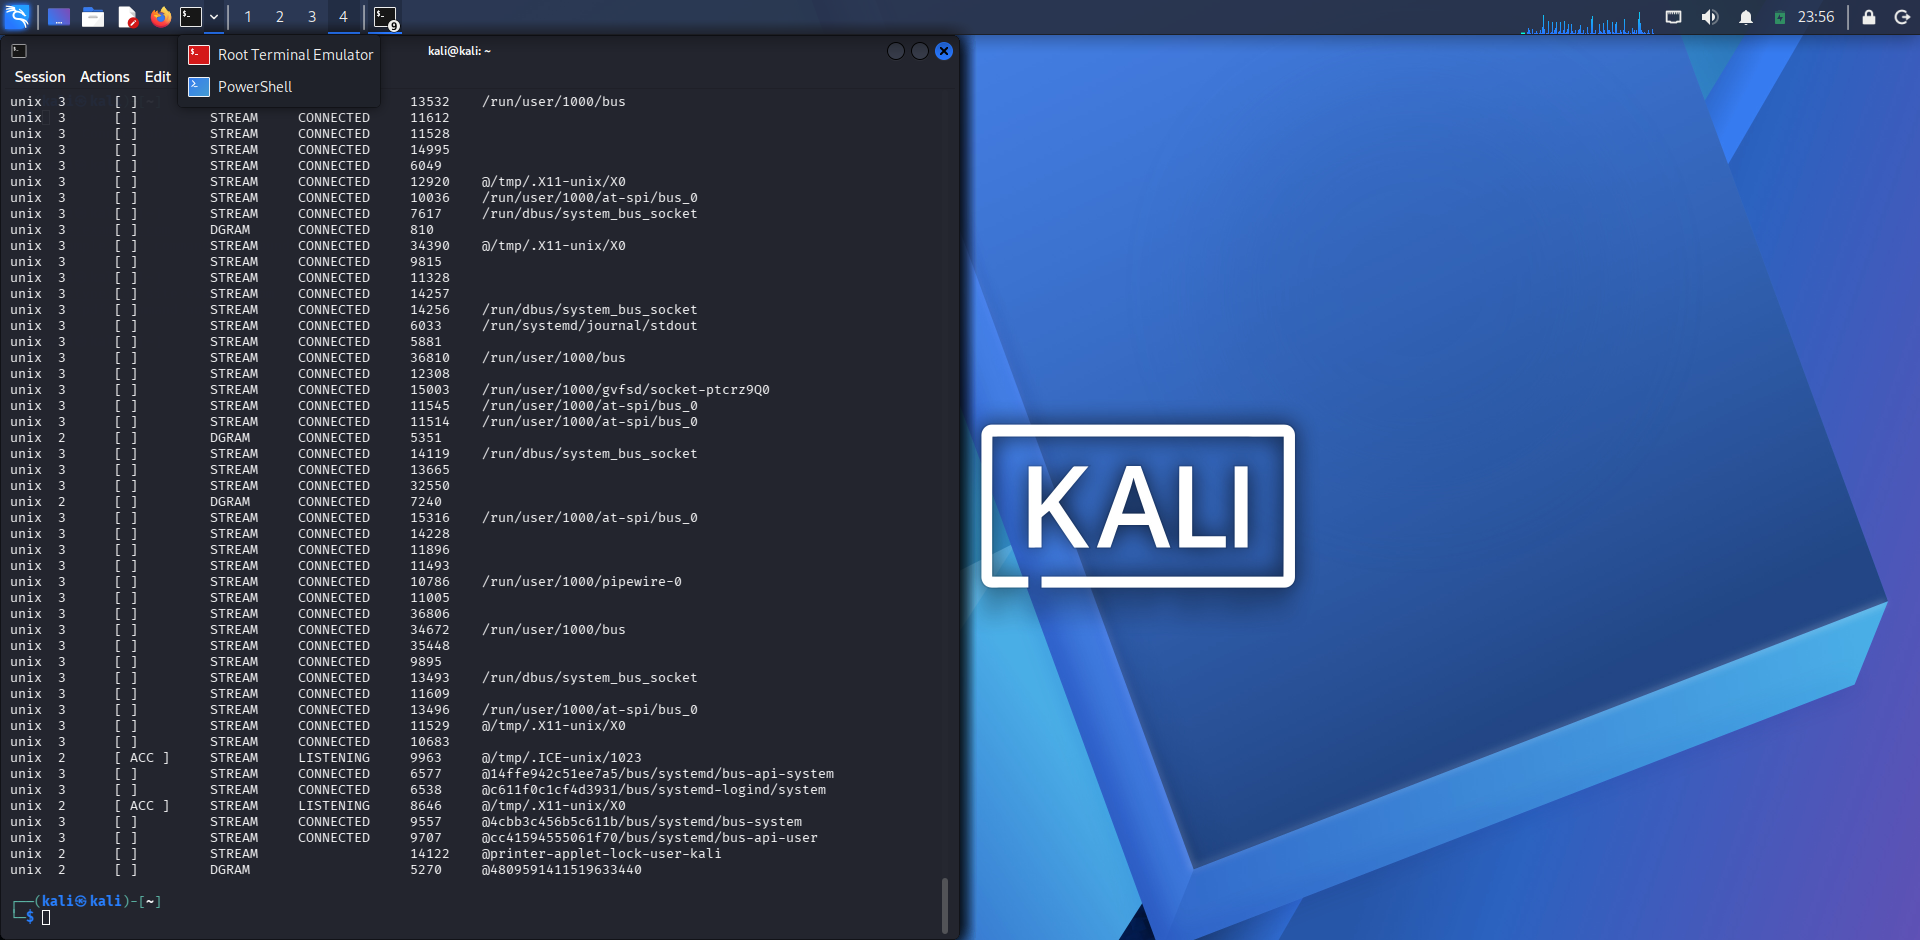 1 2 3 4 9 23:56
kali@kali: ~
Root Terminal Emulator
PowerShell
Session Actions Edit
unix 3 [ ] 13532 /run/user/1000/bus
unix 3 [ ] STREAM CONNECTED 11612
unix 3 [ ] STREAM CONNECTED 11528
unix 3 [ ] STREAM CONNECTED 14995
unix 3 [ ] STREAM CONNECTED 6049
unix 3 [ ] STREAM CONNECTED 12920 @/tmp/.X11-unix/X0
unix 3 [ ] STREAM CONNECTED 10036 /run/user/1000/at-spi/bus_0
unix 3 [ ] STREAM CONNECTED 7617 /run/dbus/system_bus_socket
unix 3 [ ] DGRAM CONNECTED 810
unix 3 [ ] STREAM CONNECTED 34390 @/tmp/.X11-unix/X0
unix 3 [ ] STREAM CONNECTED 9815
unix 3 [ ] STREAM CONNECTED 11328
unix 3 [ ] STREAM CONNECTED 14257
unix 3 [ ] STREAM CONNECTED 14256 /run/dbus/system_bus_socket
unix 3 [ ] STREAM CONNECTED 6033 /run/systemd/journal/stdout
unix 3 [ ] STREAM CONNECTED 5881
unix 3 [ ] STREAM CONNECTED 36810 /run/user/1000/bus
unix 3 [ ] STREAM CONNECTED 12308
unix 3 [ ] STREAM CONNECTED 15003 /run/user/1000/gvfsd/socket-ptcrz9Q0
unix 3 [ ] STREAM CONNECTED 11545 /run/user/1000/at-spi/bus_0
unix 3 [ ] STREAM CONNECTED 11514 /run/user/1000/at-spi/bus_0
unix 2 [ ] DGRAM CONNECTED 5351
unix 3 [ ] STREAM CONNECTED 14119 /run/dbus/system_bus_socket
unix 3 [ ] STREAM CONNECTED 13665
unix 3 [ ] STREAM CONNECTED 32550
unix 2 [ ] DGRAM CONNECTED 7240
unix 3 [ ] STREAM CONNECTED 15316 /run/user/1000/at-spi/bus_0
unix 3 [ ] STREAM CONNECTED 14228
unix 3 [ ] STREAM CONNECTED 11896
unix 3 [ ] STREAM CONNECTED 11493
unix 3 [ ] STREAM CONNECTED 10786 /run/user/1000/pipewire-0
unix 3 [ ] STREAM CONNECTED 11005
unix 3 [ ] STREAM CONNECTED 36806
unix 3 [ ] STREAM CONNECTED 34672 /run/user/1000/bus
unix 3 [ ] STREAM CONNECTED 35448
unix 3 [ ] STREAM CONNECTED 9895
unix 3 [ ] STREAM CONNECTED 13493 /run/dbus/system_bus_socket
unix 3 [ ] STREAM CONNECTED 11609
unix 3 [ ] STREAM CONNECTED 13496 /run/user/1000/at-spi/bus_0
unix 3 [ ] STREAM CONNECTED 11529 @/tmp/.X11-unix/X0
unix 3 [ ] STREAM CONNECTED 10683
unix 2 [ ACC ] STREAM LISTENING 9963 @/tmp/.ICE-unix/1023
unix 3 [ ] STREAM CONNECTED 6577 @14ffe942c51ee7a5/bus/systemd/bus-api-system
unix 3 [ ] STREAM CONNECTED 6538 @c611f0c1cf4d3931/bus/systemd-logind/system
unix 2 [ ACC ] STREAM LISTENING 8646 @/tmp/.X11-unix/X0
unix 3 [ ] STREAM CONNECTED 9557 @4cbb3c456b5c611b/bus/systemd/bus-system
unix 3 [ ] STREAM CONNECTED 9707 @cc41594555061f70/bus/systemd/bus-api-user
unix 2 [ ] STREAM 14122 @printer-applet-lock-user-kali
unix 2 [ ] DGRAM 5270 @4809591411519633440
┌──(kali㉿kali)-[~]
└─$
KALI